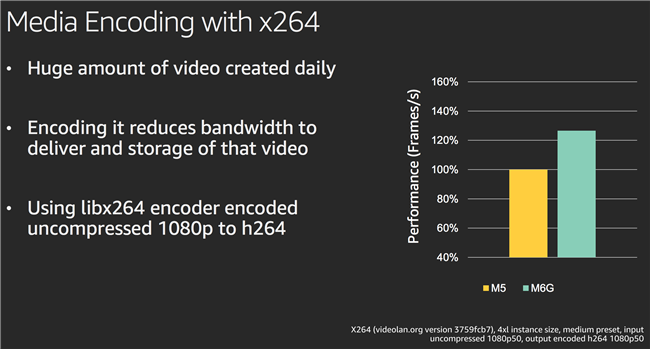 Media Encoding with x264
• Huge amount of video created daily
• Encoding it reduces bandwidth to
deliver and storage of that video
• Using libx264 encoder encoded
uncompressed 1080p to h264
Performance (Frames/s)
160%
140%
120%
100%
80%
60%
40%
M5
M6G
X264 (videolan.org version 3759fcb7), 4xl instance size, medium preset, input
uncompressed 1080p50, output encoded h264 1080p50